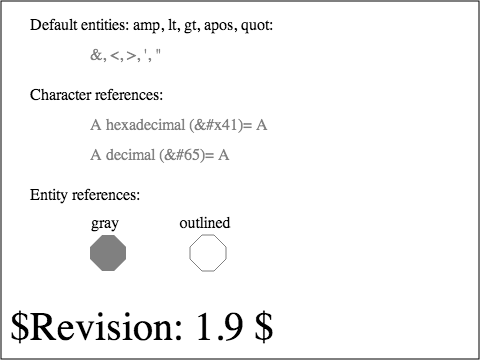 Default entities: amp, lt, gt, apos, quot:
&, <, >, ', "
Character references:
A hexadecimal (&#x41)= A
A decimal (&#65)= A
Entity references:
gray outlined
$Revision: 1.9 $